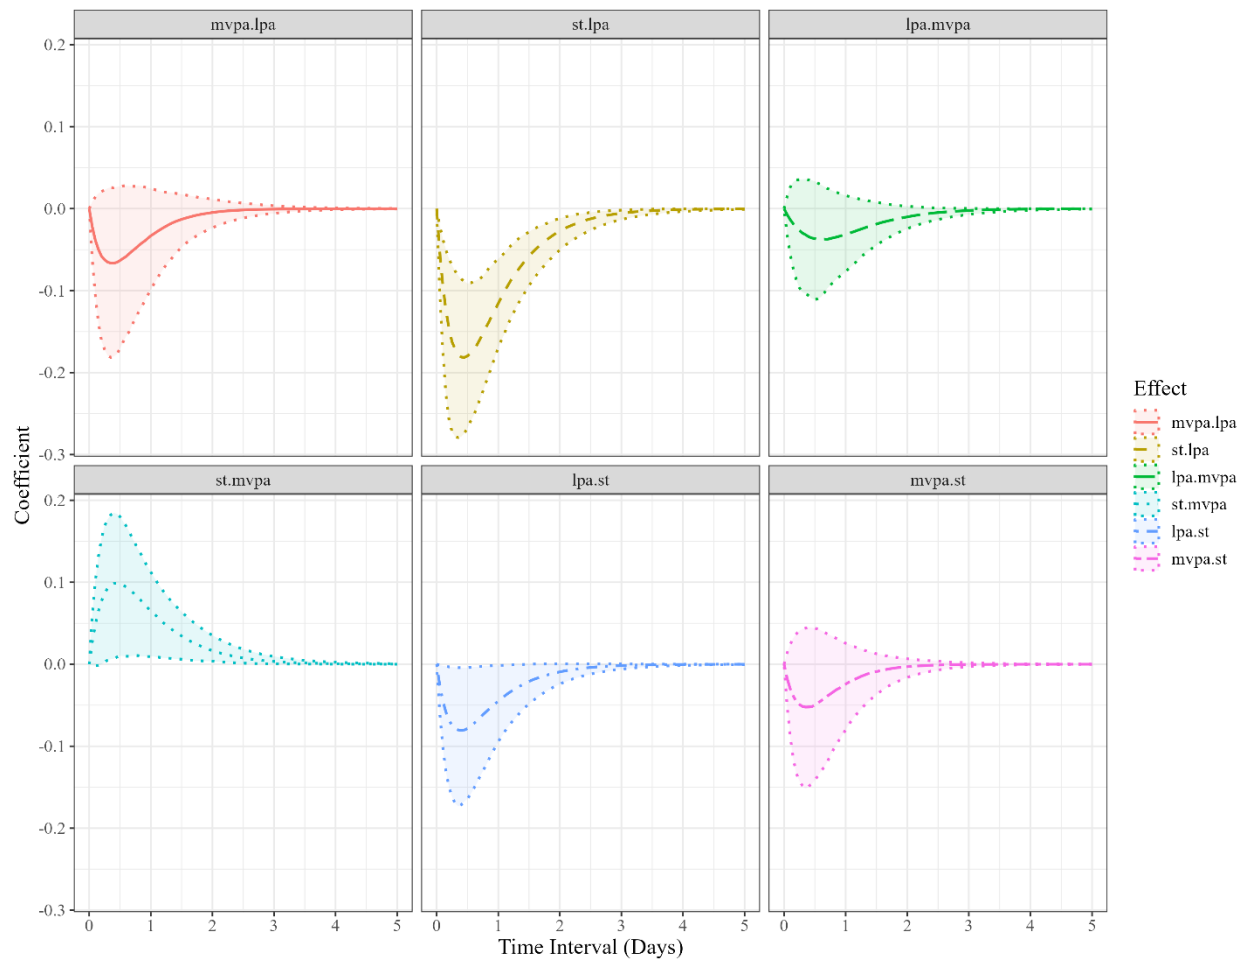 mvpa.lpa
st.lpa
lpa.mvpa
0.2
0.1
0.0
-0.1
-0.2
-0.3
st.mvpa
lpa.st
mvpa.st
0.2
0.1
0.0
-0.1
-0.2
-0.3
0 1 2 3 4 5
0 1 2 3 4 5
0 1 2 3 4 5
Coefficient
Time Interval (Days)
Effect
mvpa.lpa
st.lpa
lpa.mvpa
st.mvpa
lpa.st
mvpa.st